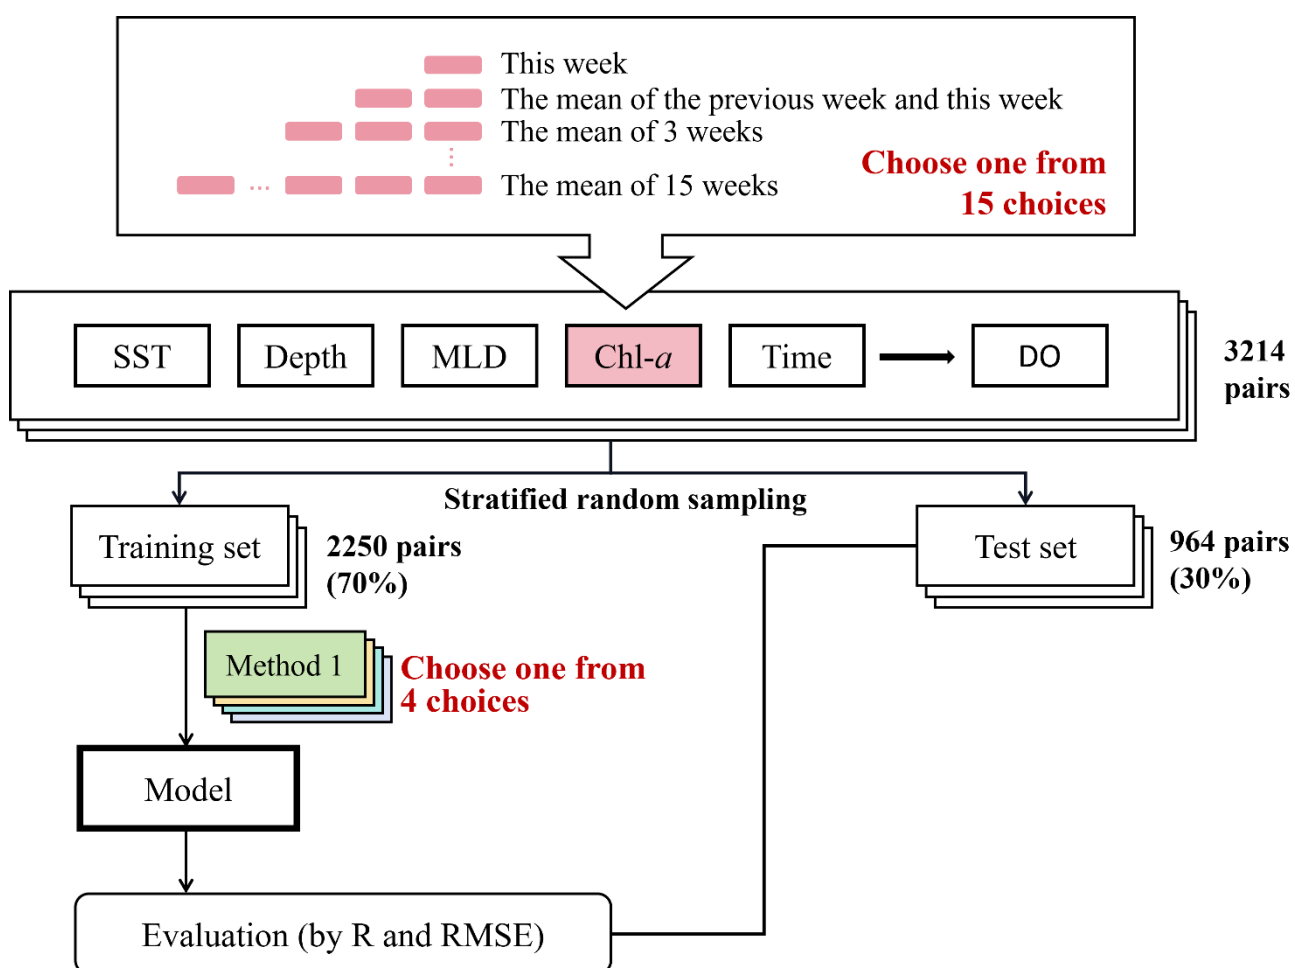 This week
The mean of the previous week and this week
The mean of 3 weeks
...
The mean of 15 weeks
Choose one from
15 choices
SST
Depth
MLD
Chl-a
Time
DO
3214
pairs
Stratified random sampling
Training set
2250 pairs
(70%)
Test set
964 pairs
(30%)
Method 1
Choose one from
4 choices
Model
Evaluation (by R and RMSE)